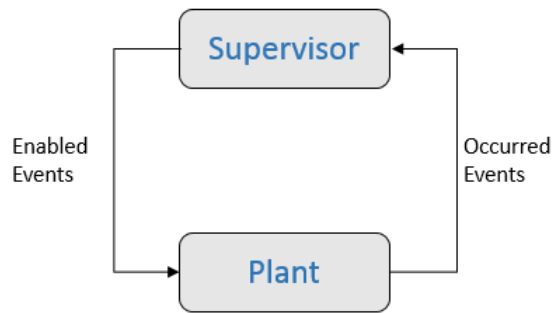 Supervisor
Enabled
Events
Occurred
Events
Plant